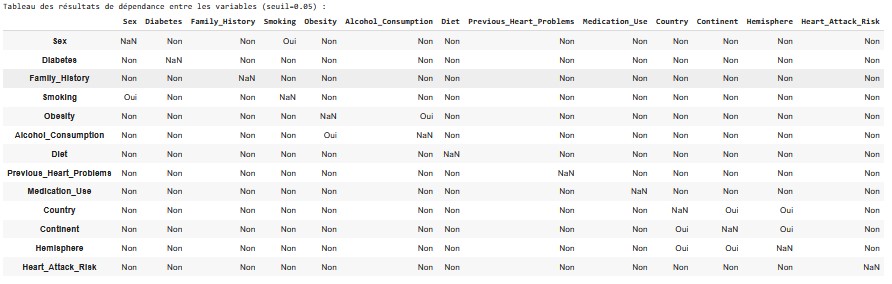 Tableau des résultats de dépendance entre les variables (seuil=0.05) :
Sex Diabetes Family_History Smoking Obesity Alcohol_Consumption Diet Previous_Heart_Problems Medication_Use Country Continent Hemisphere Heart_Attack_Risk
Sex NaN Non Non Oui Non Non Non Non Non Non Non Non Non
Diabetes Non NaN Non Non Non Non Non Non Non Non Non Non Non
Family_History Non Non NaN Non Non Non Non Non Non Non Non Non Non
Smoking Oui Non Non NaN Non Non Non Non Non Non Non Non Non
Obesity Non Non Non Non NaN Oui Non Non Non Non Non Non Non
Alcohol_Consumption Non Non Non Non Oui NaN Non Non Non Non Non Non Non
Diet Non Non Non Non Non Non NaN Non Non Non Non Non Non
Previous_Heart_Problems Non Non Non Non Non Non Non NaN Non Non Non Non Non
Medication_Use Non Non Non Non Non Non Non Non NaN Non Non Non Non
Country Non Non Non Non Non Non Non Non Non NaN Oui Oui Non
Continent Non Non Non Non Non Non Non Non Non Oui NaN Oui Non
Hemisphere Non Non Non Non Non Non Non Non Non Oui Oui NaN Non
Heart_Attack_Risk Non Non Non Non Non Non Non Non Non Non Non Non NaN